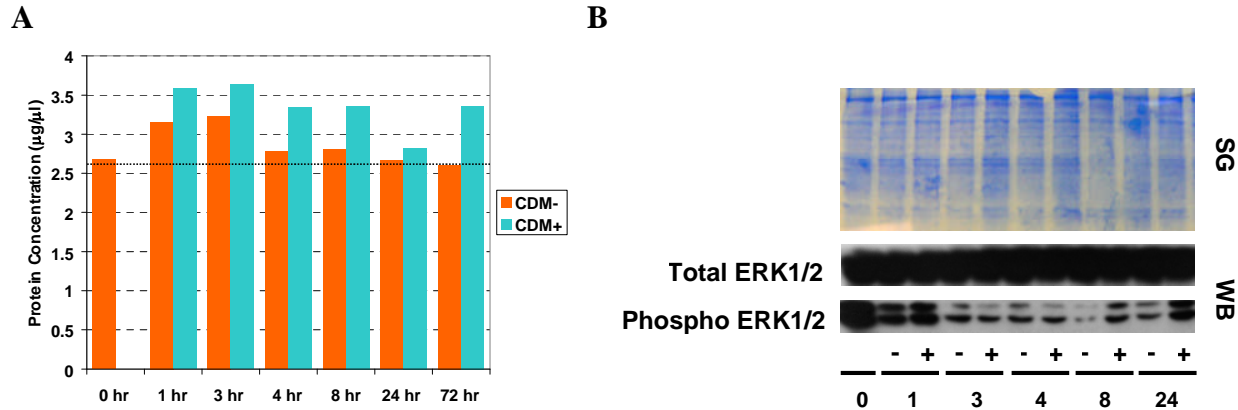 A
B
4
3.5
3
2.5
2
1.5
1
0.5
0
Protein Concentration (µg/µl)
0 hr 1 hr 3 hr 4 hr 8 hr 24 hr 72 hr
CDM-
CDM+
SG
Total ERK1/2
Phospho ERK1/2
WB
- + - + - + - + - +
0 1 3 4 8 24